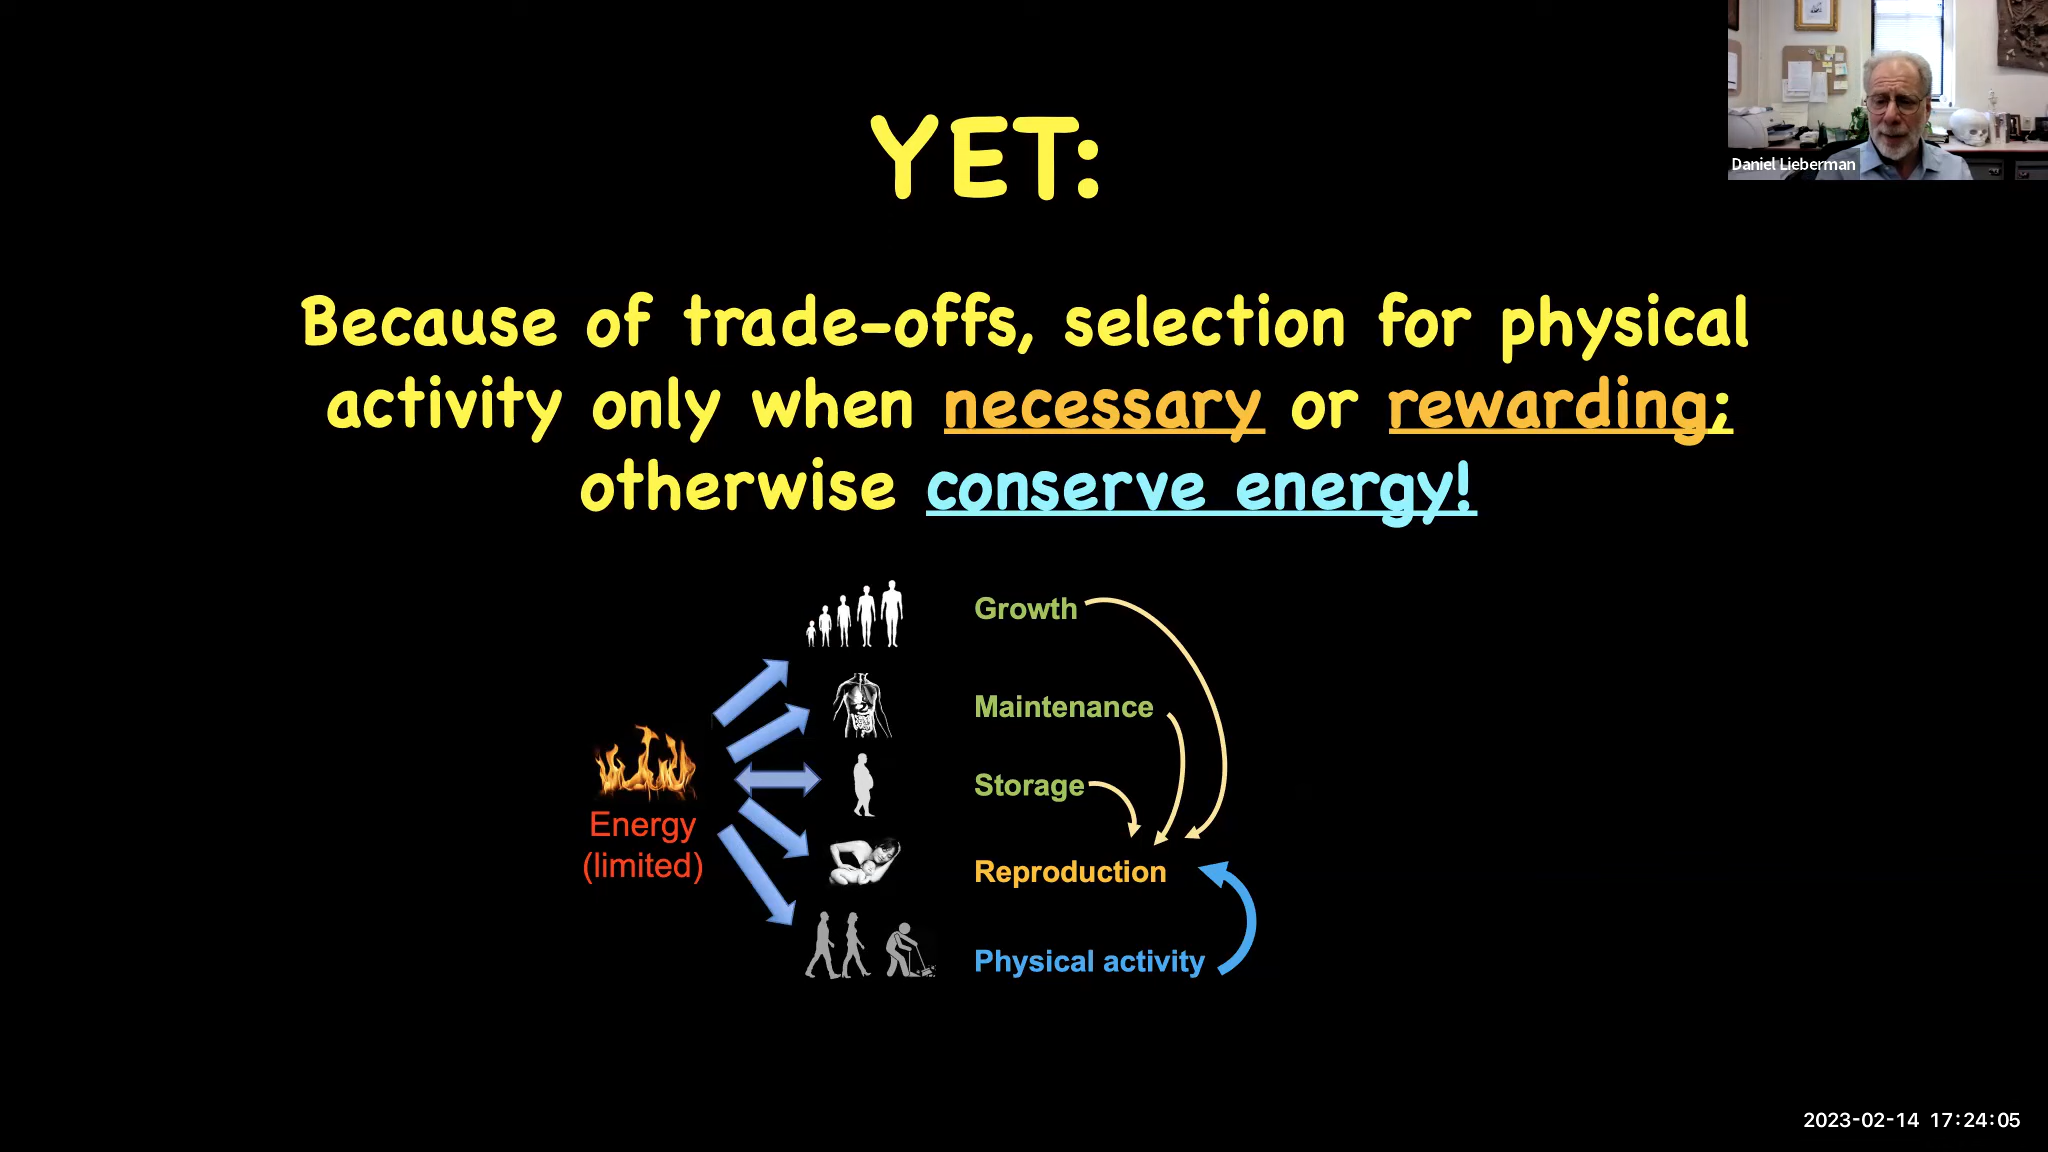 YET:
Daniel Lieberman
Because of trade-offs, selection for physical
activity only when necessary or rewarding;
otherwise conserve energy!
Growth
Maintenance
Storage
Energy
(limited)
Reproduction
Physical activity
2023-02-14 17:24:05